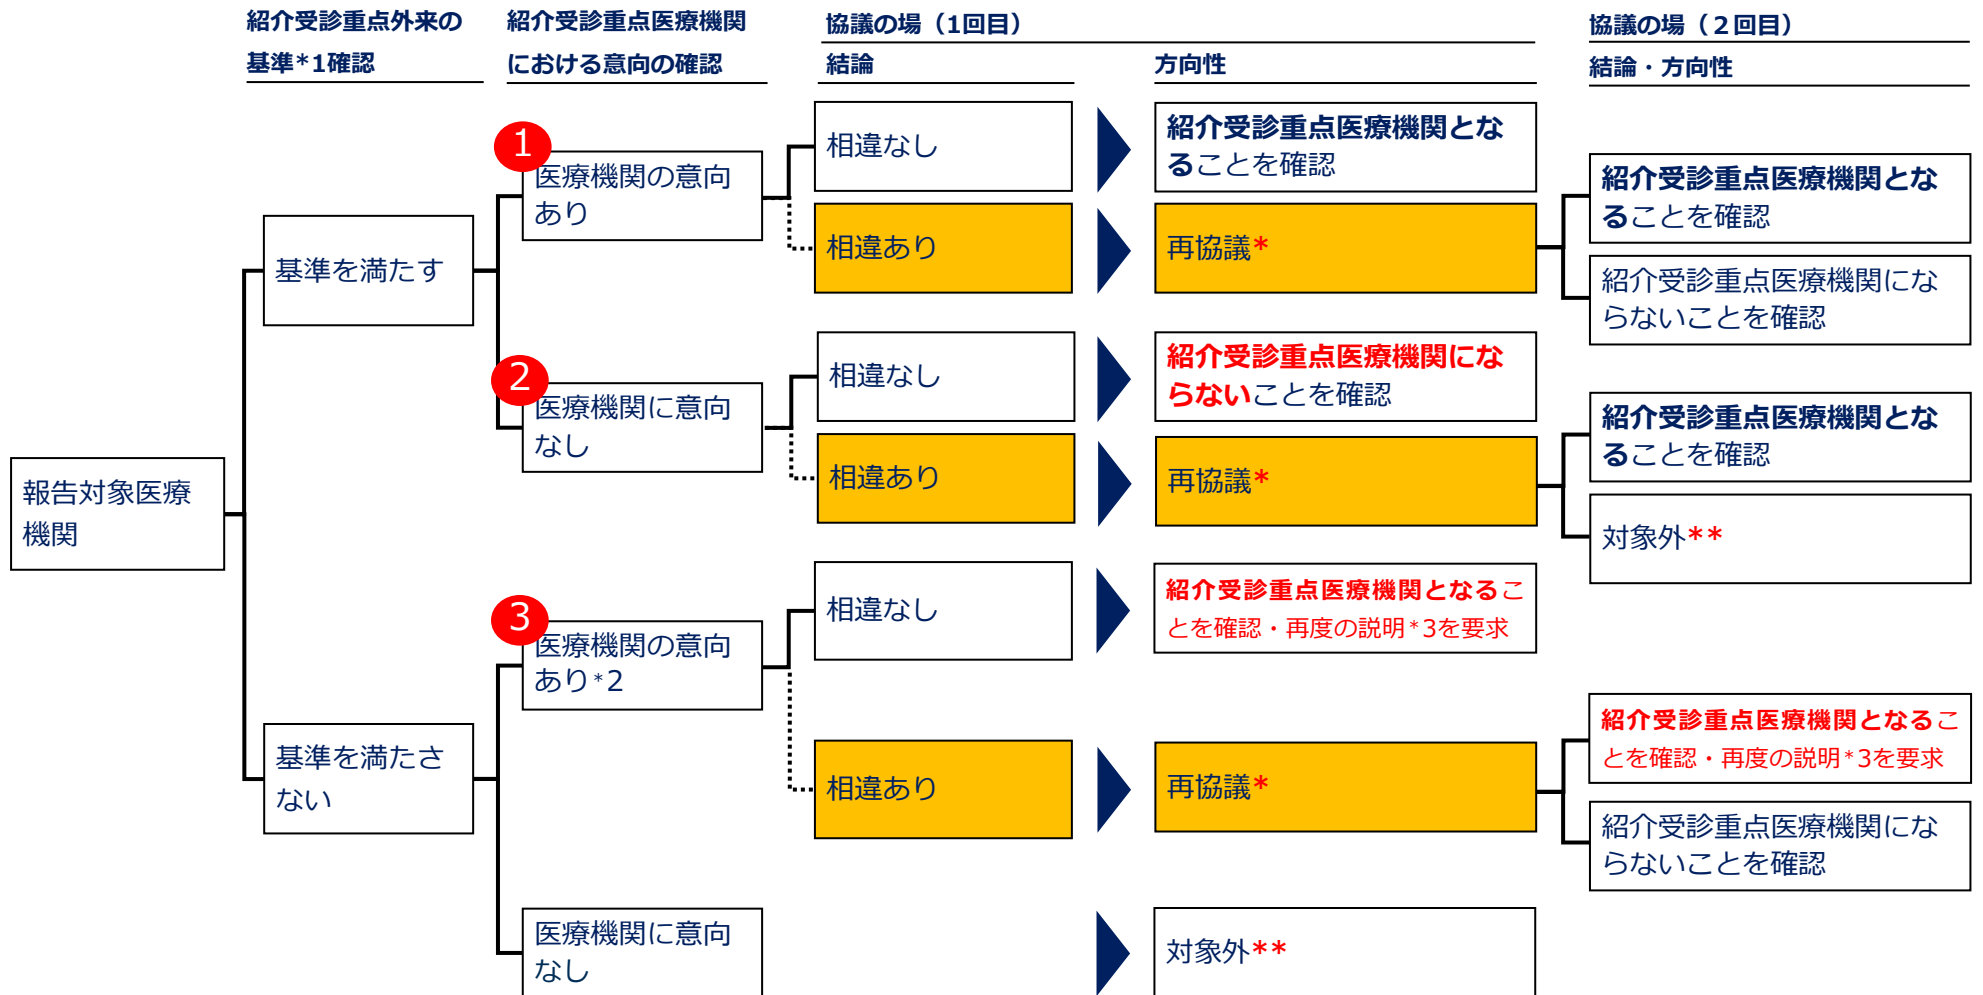 紹介受診重点外来の
基準*1確認
紹介受診重点医療機関
における意向の確認
協議の場（1回目）
結論
方向性
協議の場（２回目）
結論・方向性
報告対象医療
機関
基準を満たす
1
医療機関の意向
あり
相違なし
紹介受診重点医療機関とな
ることを確認
相違あり
再協議*
紹介受診重点医療機関とな
ることを確認
紹介受診重点医療機関にな
らないことを確認
2
医療機関に意向
なし
相違なし
紹介受診重点医療機関にな
らないことを確認
相違あり
再協議*
紹介受診重点医療機関とな
ることを確認
対象外**
基準を満たさ
ない
3
医療機関の意向
あり*2
相違なし
紹介受診重点医療機関となるこ
とを確認・再度の説明*3を要求
相違あり
再協議*
紹介受診重点医療機関となるこ
とを確認・再度の説明*3を要求
紹介受診重点医療機関にな
らないことを確認
医療機関に意向
なし
対象外**